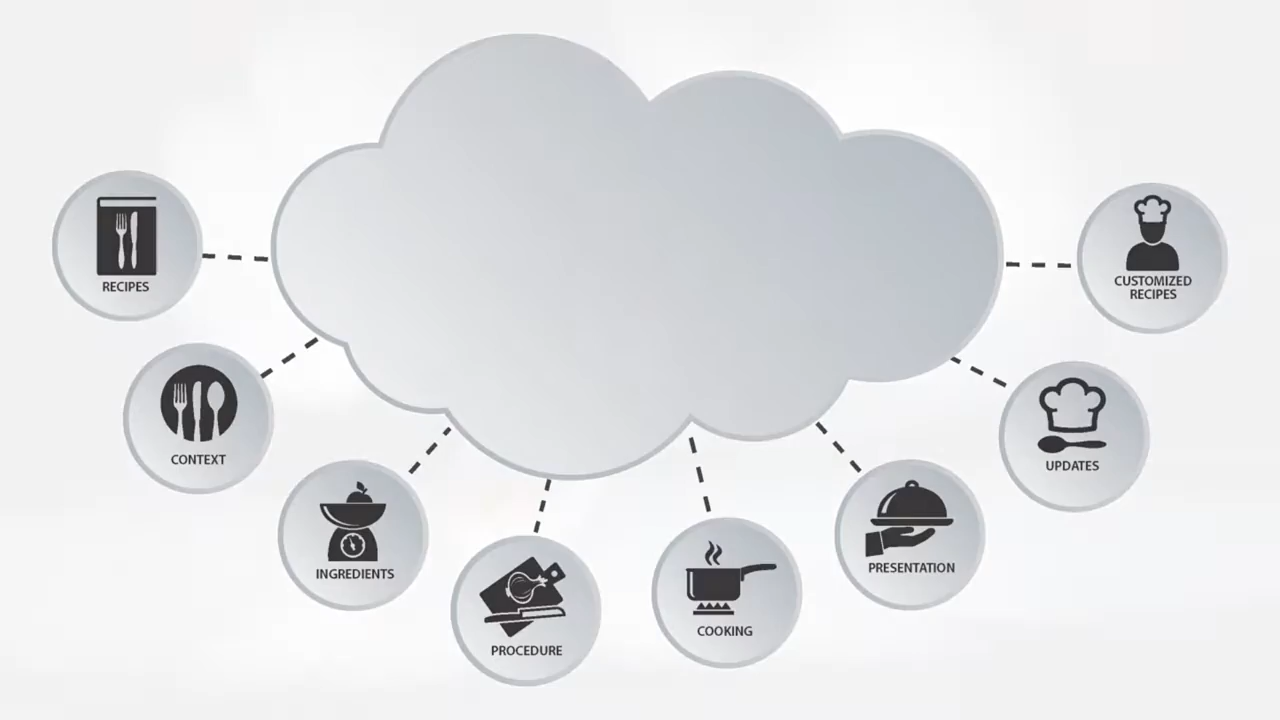 RECIPES
CONTEXT
INGREDIENTS
PROCEDURE
COOKING
PRESENTATION
UPDATES
CUSTOMIZED
RECIPES